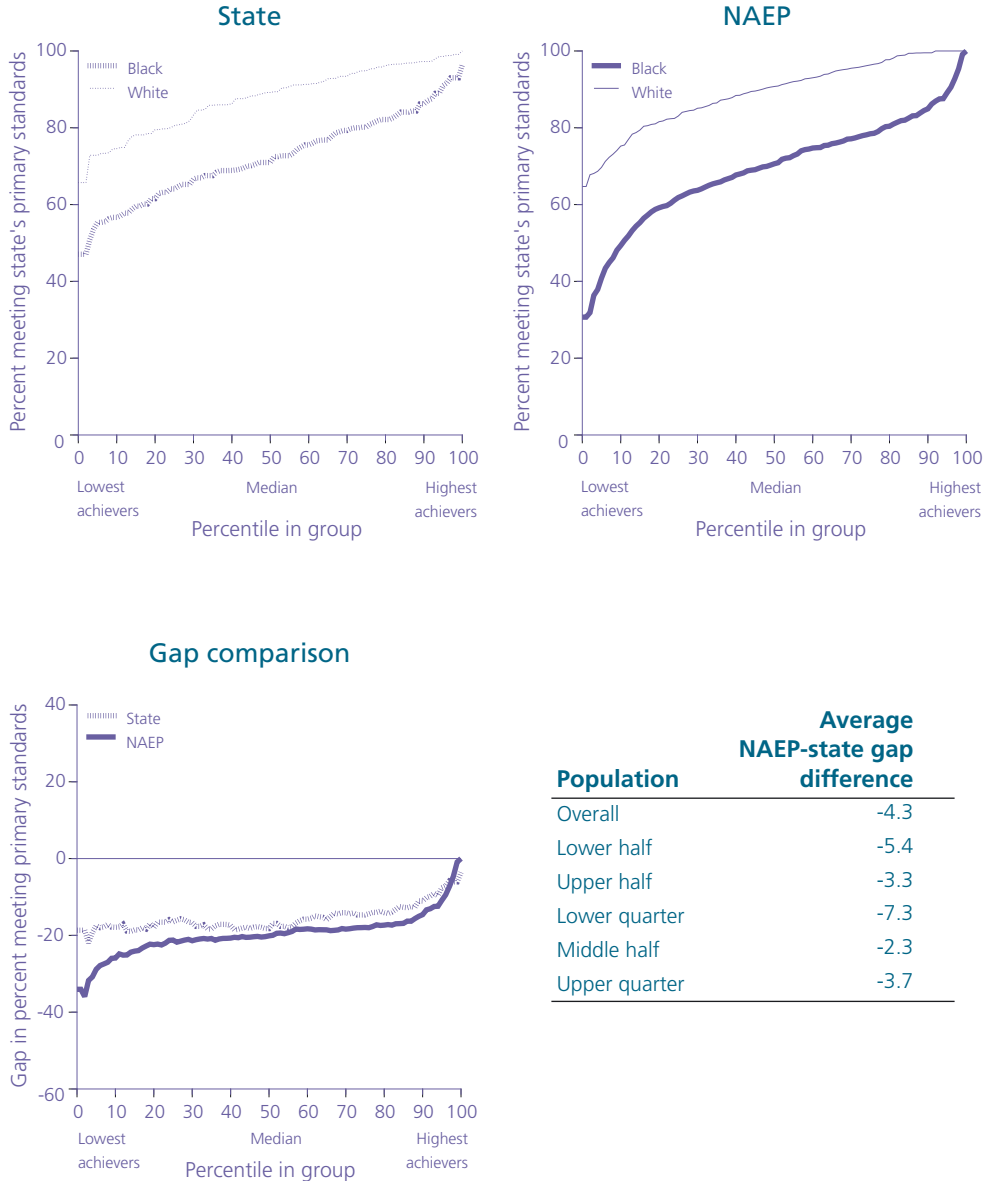 State
Percent meeting state's primary standards
100
80
60
40
20
0
Black
White
0 10 20 30 40 50 60 70 80 90 100
Lowest achievers
Median
Highest achievers
Percentile in group
NAEP
Percent meeting state's primary standards
100
80
60
40
20
0
Black
White
0 10 20 30 40 50 60 70 80 90 100
Lowest achievers
Median
Highest achievers
Percentile in group
Gap comparison
Gap in percent meeting primary standards
40
20
0
-20
-40
-60
State
NAEP
0 10 20 30 40 50 60 70 80 90 100
Lowest achievers
Median
Highest achievers
Percentile in group
Population Average NAEP-state gap difference
Overall -4.3
Lower half -5.4
Upper half -3.3
Lower quarter -7.3
Middle half -2.3
Upper quarter -3.7